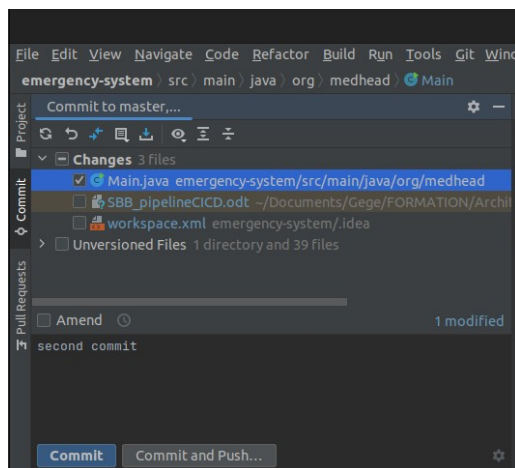 File Edit View Navigate Code Refactor Build Run Tools Git Wind
emergency-system 〉 src 〉 main 〉 java 〉 org 〉 medhead 〉 Main
Project
Commit to master,...
Changes 3 files
Main.java emergency-system/src/main/java/org/medhead
SBB_pipelineCICD.odt ~/Documents/Gege/FORMATION/Archit
workspace.xml emergency-system/.idea
Commit
Unversioned Files 1 directory and 39 files
Pull Requests
Amend 1 modified
second commit
Commit Commit and Push...